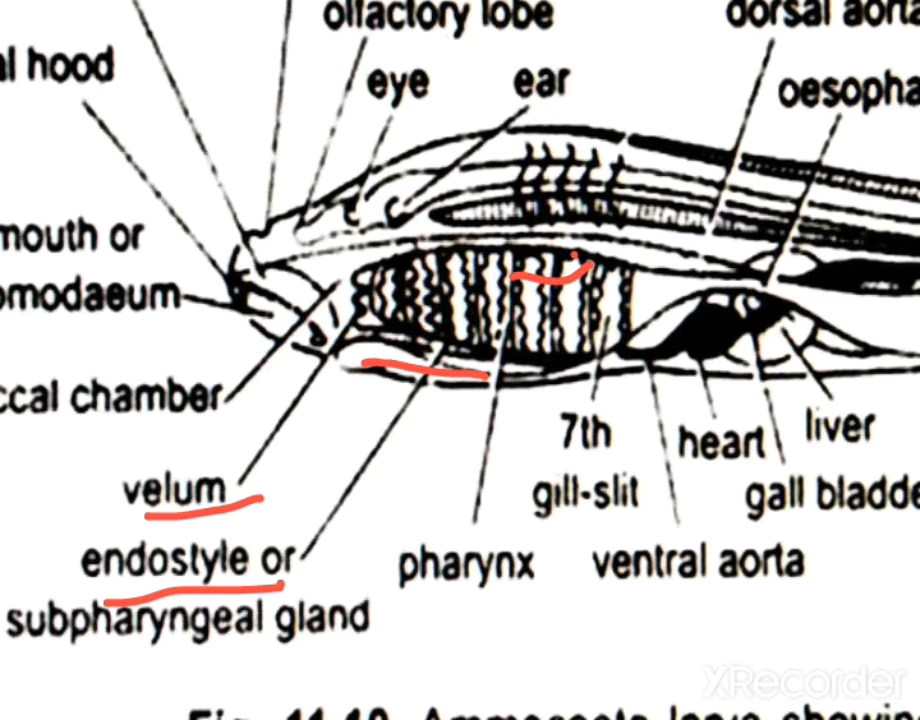 olfactory lobe
dorsal aorta
al hood
eye
ear
oesopha
mouth or
omodaeum
ccal chamber
7th
gill-slit
heart
liver
velum
gall bladde
endostyle or
subpharyngeal gland
pharynx
ventral aorta
XRecorder